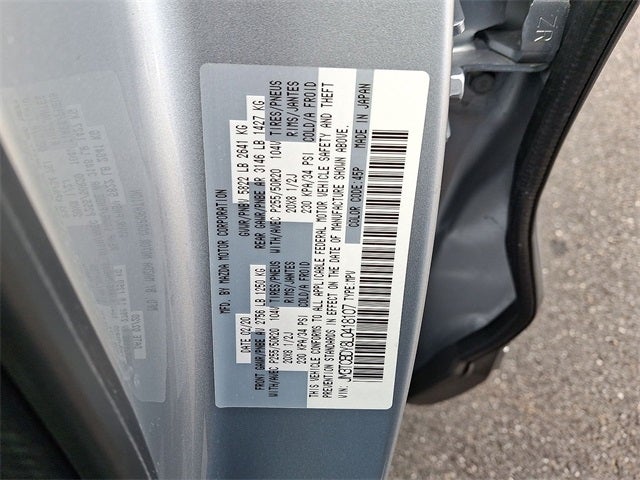 MFD. BY MAZDA MOTOR CORPORATION
DATE 02/20 GVWR/PNBV 5822 LB 2641 KG
FRONT GAWR/PNBE AV 2756 LB 1250 KG REAR GAWR/PNBE AR 3146 LB 1427 KG
WITH/AVEC P255/50R20 104V TIRES/PNEUS WITH/AVEC P255/50R20 104V TIRES/PNEUS
20X8 1/2J RIMS/JANTES 20X8 1/2J RIMS/JANTES
230 KPA/34 PSI COLD/A FROID 230 KPA/34 PSI COLD/A FROID
THIS VEHICLE CONFORMS TO ALL APPLICABLE FEDERAL MOTOR VEHICLE SAFETY AND THEFT
PREVENTION STANDARDS IN EFFECT ON THE DATE OF MANUFACTURE SHOWN ABOVE.
VIN: JM3TCBDY8L0418107 TYPE: MPV COLOR CODE: 45P MADE IN JAPAN
ZR